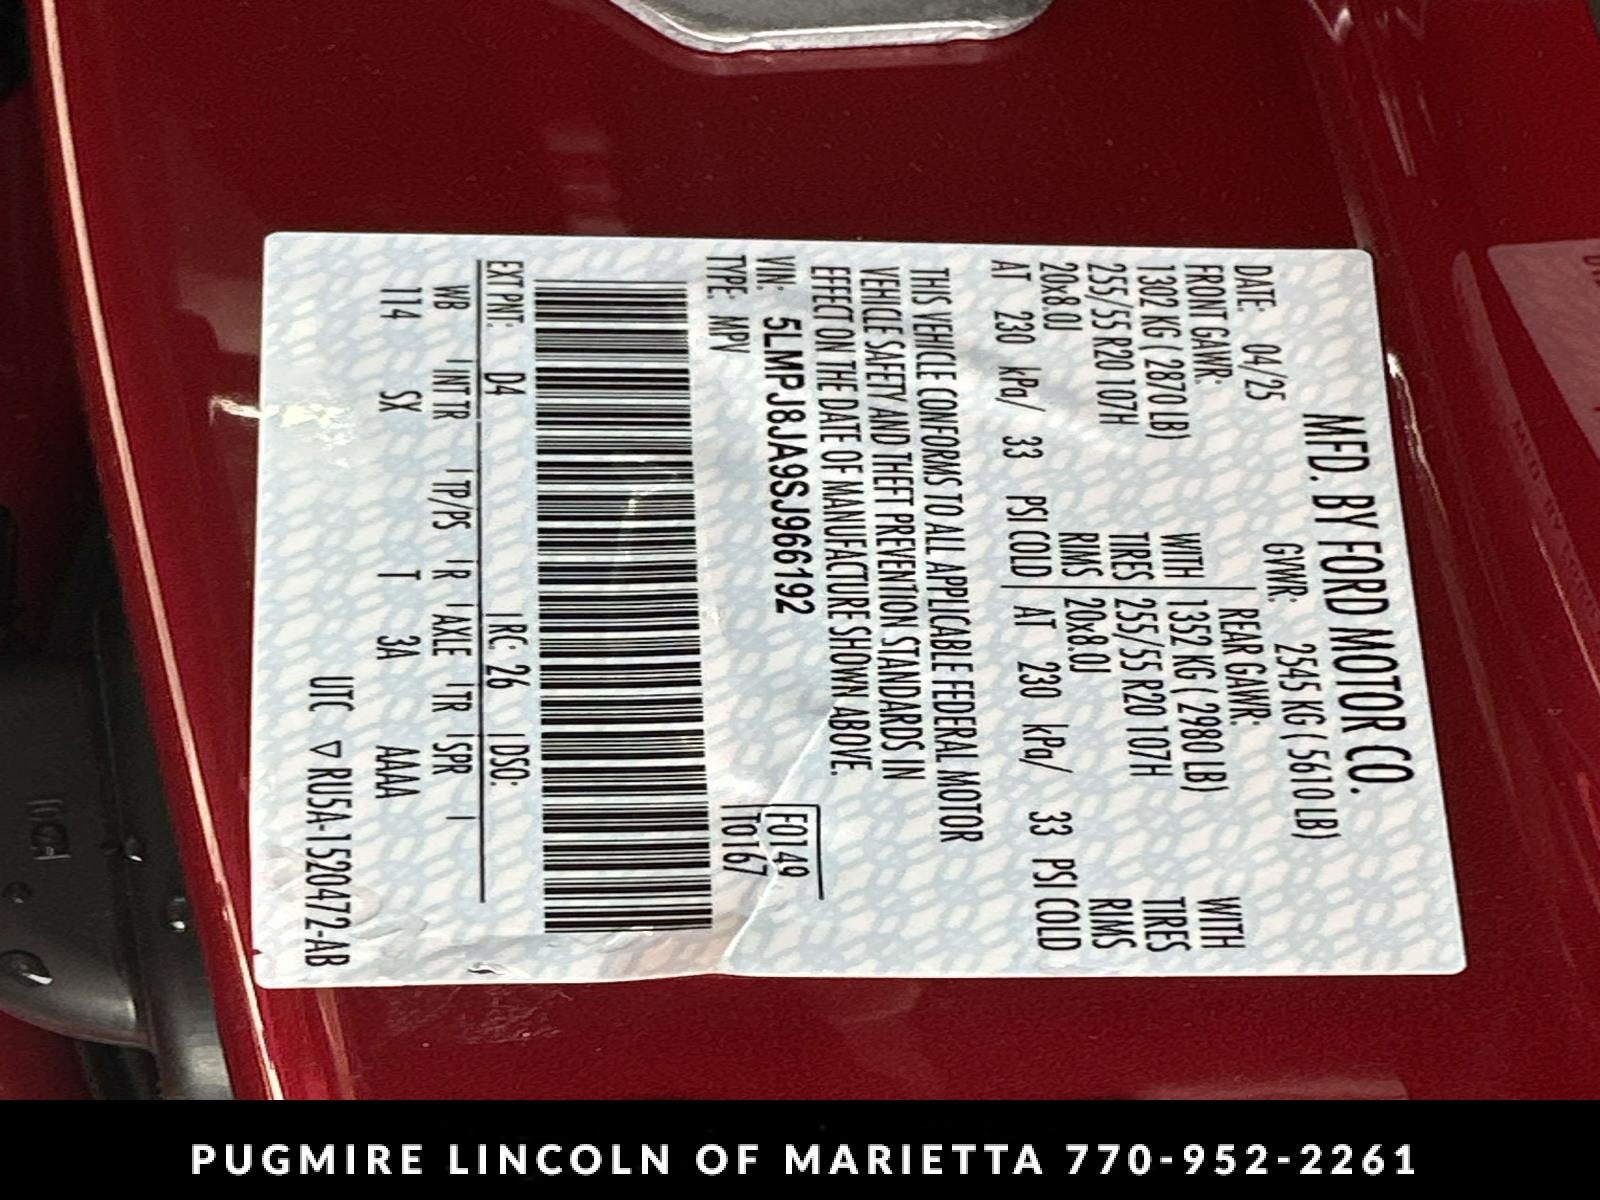 MFD. BY FORD MOTOR CO.
DATE: 04/25 GVWR: 2545 KG ( 5610 LB)
FRONT GAWR: REAR GAWR:
1302 KG ( 2870 LB) WITH 1352 KG ( 2980 LB) WITH
255/55 R20 107H TIRES 255/55 R20 107H TIRES
20x8.0J RIMS 20x8.0J RIMS
AT 230 kPa/ 33 PSI COLD AT 230 kPa/ 33 PSI COLD
THIS VEHICLE CONFORMS TO ALL APPLICABLE FEDERAL MOTOR
VEHICLE SAFETY AND THEFT PREVENTION STANDARDS IN
EFFECT ON THE DATE OF MANUFACTURE SHOWN ABOVE.
VIN: 5LMPJ8JA9SJ966192 F0149
TYPE: MPV T0167
EXT PNT: D4 RC: 26 DSO:
WB INT TR TP/PS R AXLE TR SPR
114 SX T 3A AAAA
UTC ▽ RU5A-1520472-AB
PUGMIRE LINCOLN OF MARIETTA 770-952-2261